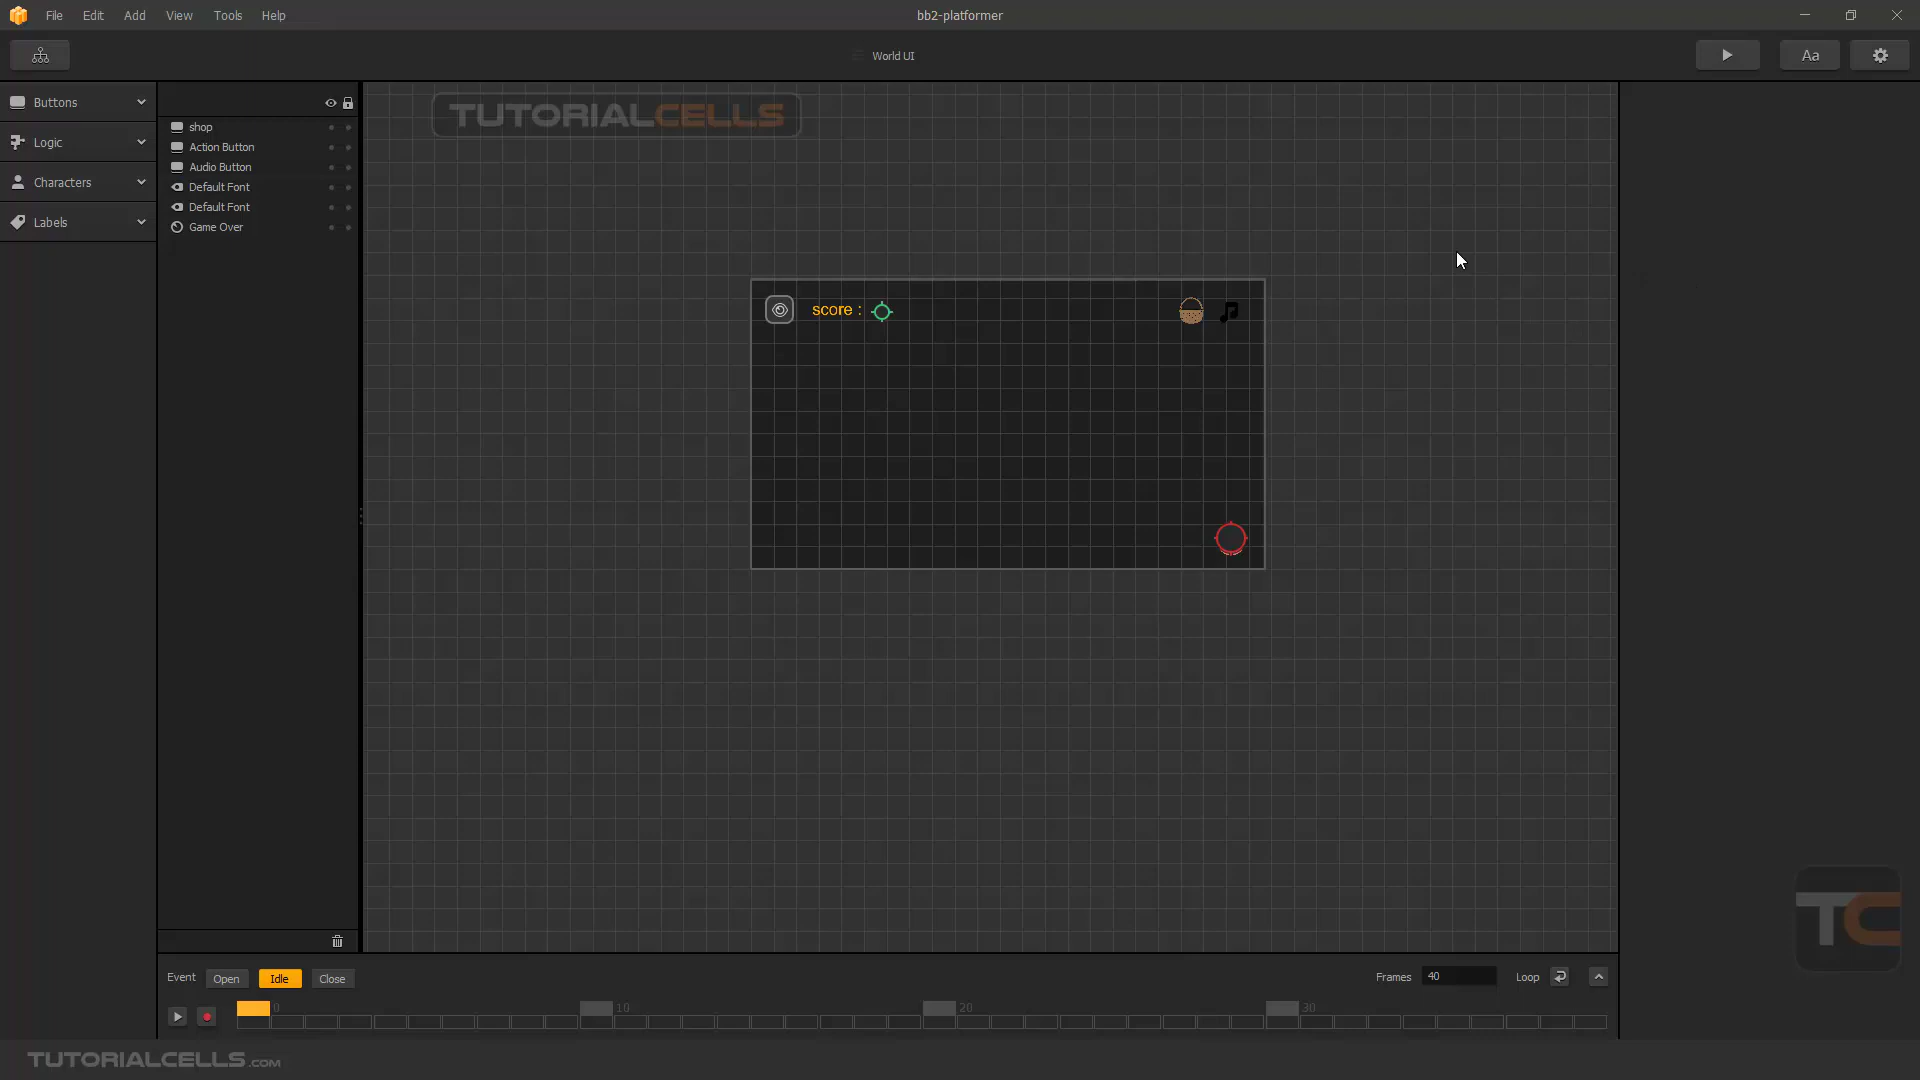 File Edit Add View Tools Help
bb2-platformer
World UI
Aa
Buttons
Logic
Characters
Labels
shop
Action Button
Audio Button
Default Font
Default Font
Game Over
TUTORIALCELLS
score :
TC
Event Open Idle Close
Frames 40 Loop
0 10 20 30
TUTORIALCELLS.COM